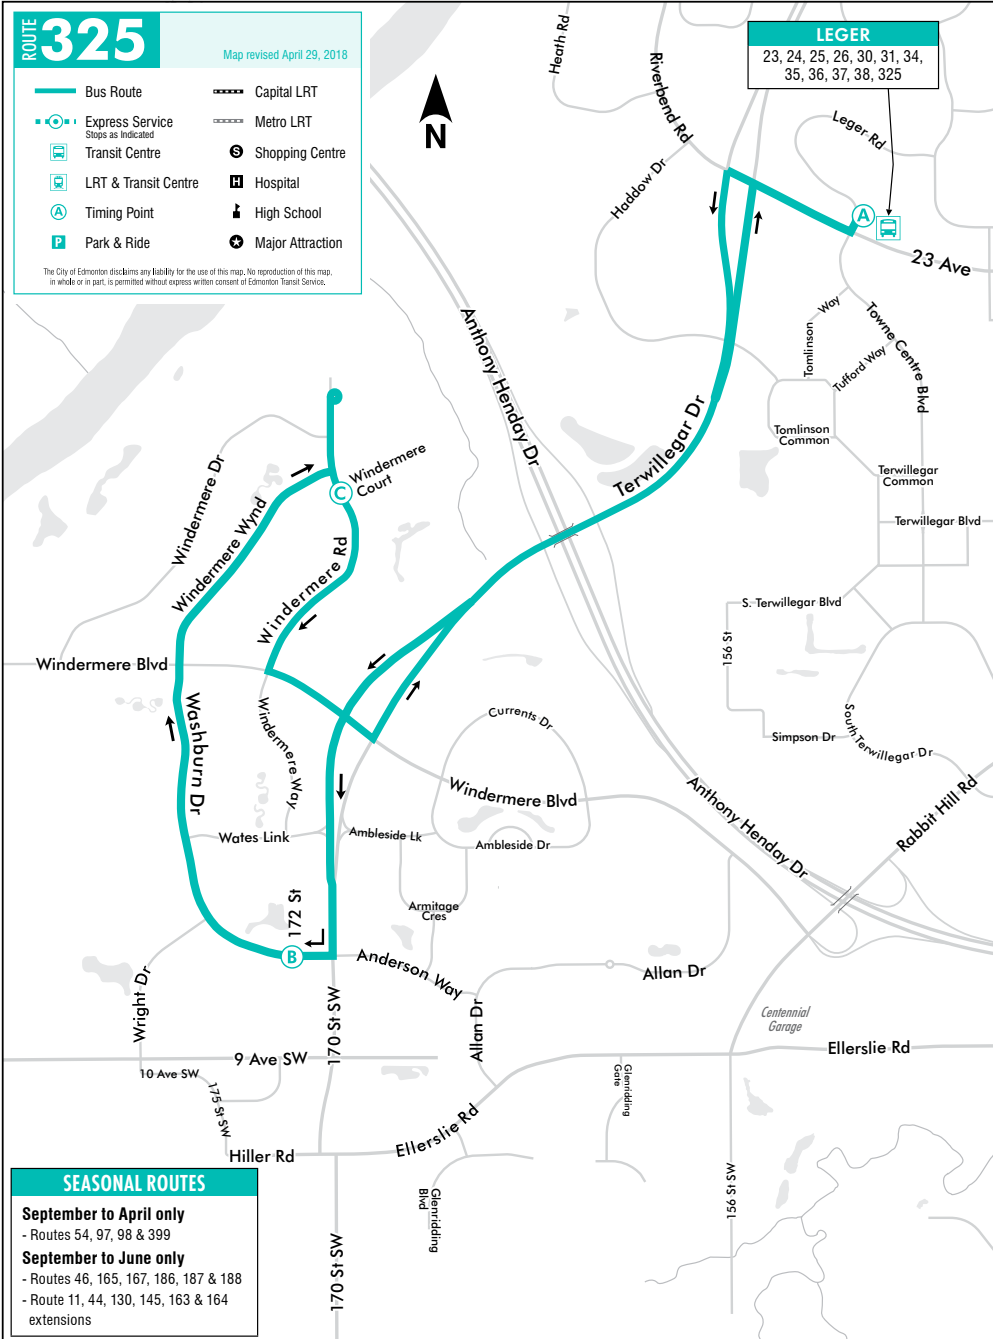 ROUTE 325
Map revised April 29, 2018
Bus Route
Express Service
Stops as Indicated
Transit Centre
LRT & Transit Centre
A Timing Point
P Park & Ride
Capital LRT
Metro LRT
S Shopping Centre
H Hospital
High School
Major Attraction
The City of Edmonton disclaims any liability for the use of this map. No reproduction of this map,
in whole or in part, is permitted without express written consent of Edmonton Transit Service.
N
LEGER
23, 24, 25, 26, 30, 31, 34,
35, 36, 37, 38, 325
Heath Rd
Riverbend Rd
Leger Rd
Haddow Dr
A
23 Ave
Anthony Henday Dr
Tomlinson
Way
Tufford Way
Towne Centre Blvd
Terwillegar Dr
Tomlinson
Common
Terwillegar
Common
Terwillegar Blvd
Windermere Dr
Windermere
Court
C
Windermere Wynd
Windermere Rd
S. Terwillegar Blvd
156 St
Windermere Blvd
Washburn Dr
Windermere Way
Currents Dr
Simpson Dr
South Terwillegar Dr
Windermere Blvd
Anthony Henday Dr
Rabbit Hill Rd
Wates Link
Ambleside Lk
Ambleside Dr
172 St
Armitage
Cres
B
Anderson Way
Wright Dr
Allan Dr
170 St SW
Allan Dr
Centennial
Garage
9 Ave SW
Ellerslie Rd
10 Ave SW
175 St SW
Glenridding
Gate
Hiller Rd
Ellerslie Rd
Glenridding
Blvd
156 St SW
170 St SW
SEASONAL ROUTES
September to April only
- Routes 54, 97, 98 & 399
September to June only
- Routes 46, 165, 167, 186, 187 & 188
- Route 11, 44, 130, 145, 163 & 164
extensions